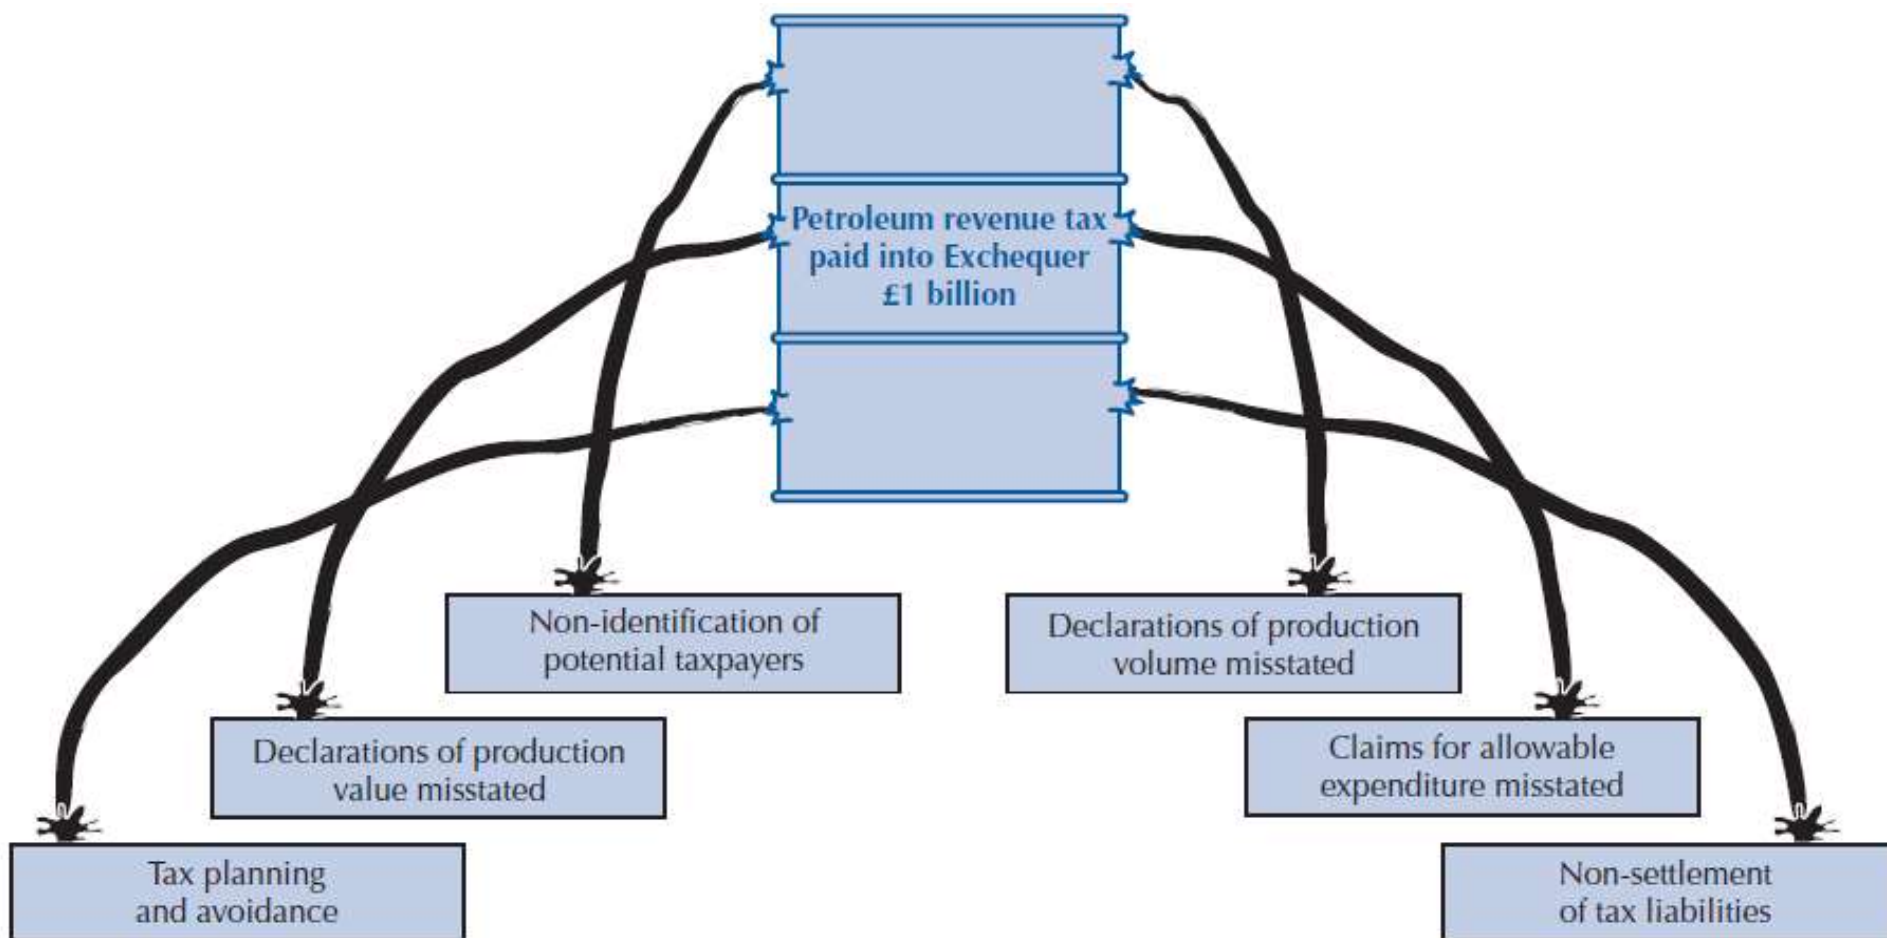 Petroleum revenue tax
paid into Exchequer
£1 billion
Non-identification of
potential taxpayers
Declarations of production
volume misstated
Declarations of production
value misstated
Claims for allowable
expenditure misstated
Tax planning
and avoidance
Non-settlement
of tax liabilities